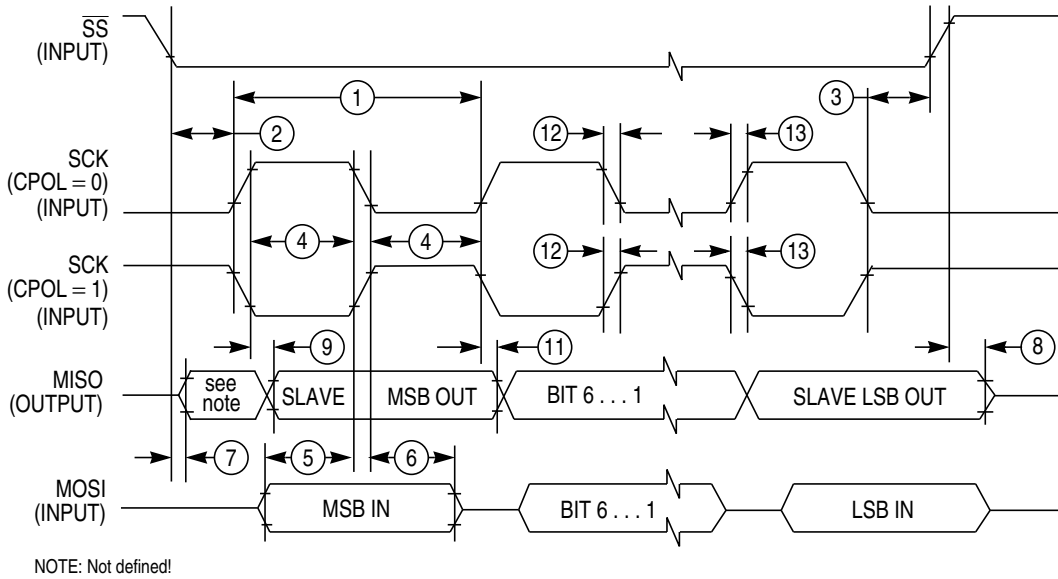 SS
(INPUT)
1
3
2
12
13
SCK
(CPOL = 0)
(INPUT)
4
4
12
13
SCK
(CPOL = 1)
(INPUT)
9
11
8
MISO
(OUTPUT)
see
note
SLAVE
MSB OUT
BIT 6 . . . 1
SLAVE LSB OUT
7
5
6
MOSI
(INPUT)
MSB IN
BIT 6 . . . 1
LSB IN
NOTE: Not defined!